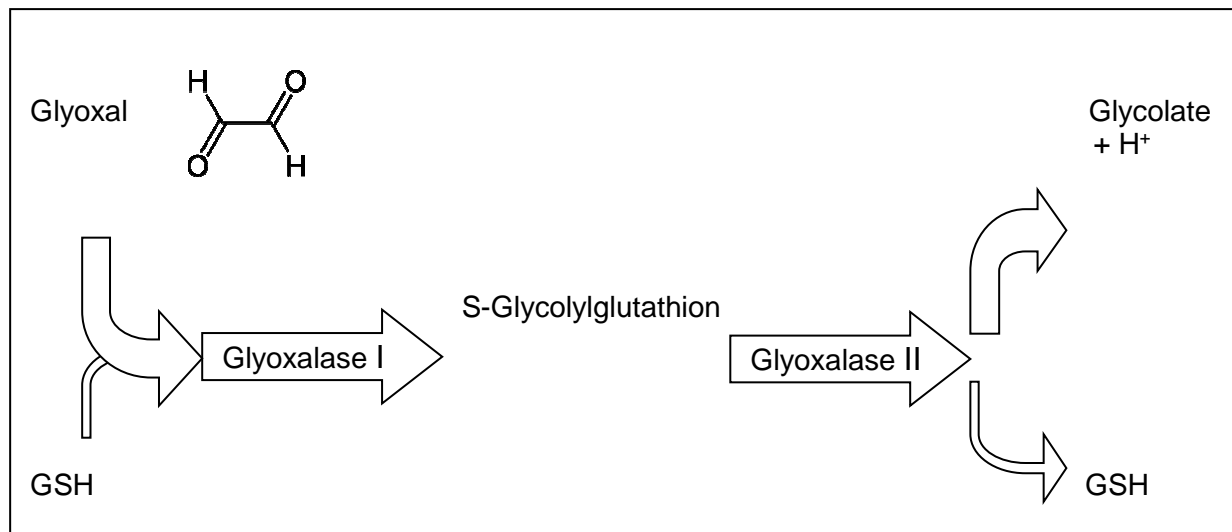 H
O
Glyoxal
O
H
Glycolate
+ H⁺
S-Glycolylglutathion
Glyoxalase I
Glyoxalase II
GSH
GSH